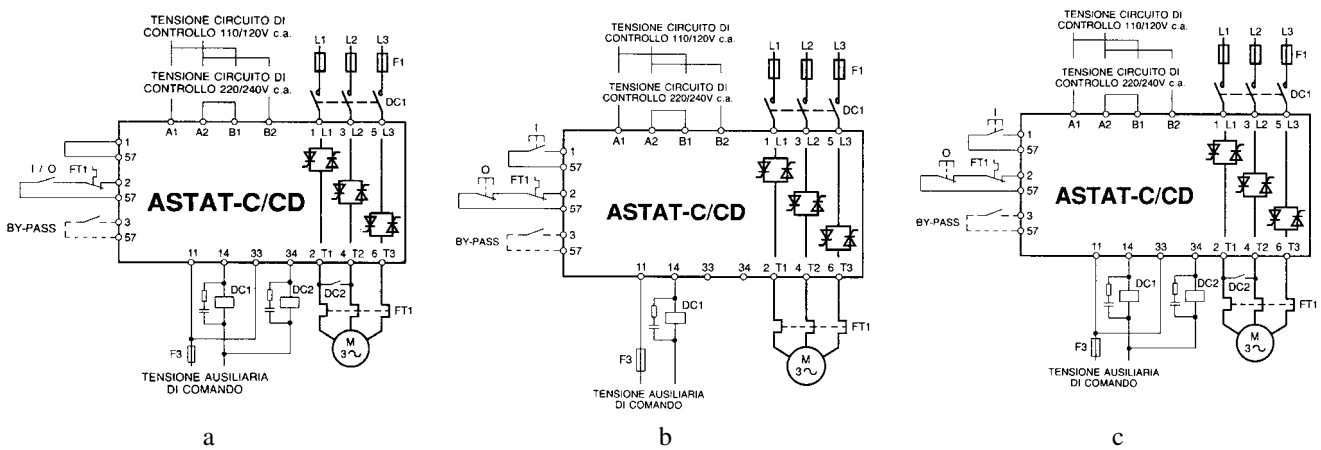 TENSIONE CIRCUITO DI
CONTROLLO 110/120V c.a.
L1 L2 L3
F1
TENSIONE CIRCUITO DI
CONTROLLO 220/240V c.a.
DC1
A1 A2 B1 B2 1 L1 3 L2 5 L3
1
57
I / O
FT1
2
57
ASTAT-C/CD
BY-PASS
3
57
11 14 33 34 2 T1 4 T2 6 T3
DC1
DC2
DC2
FT1
F3
M
3~
TENSIONE AUSILIARIA
DI COMANDO
a
TENSIONE CIRCUITO DI
CONTROLLO 110/120V c.a.
L1 L2 L3
F1
TENSIONE CIRCUITO DI
CONTROLLO 220/240V c.a.
DC1
A1 A2 B1 B2 1 L1 3 L2 5 L3
I
1
57
O
FT1
2
57
ASTAT-C/CD
BY-PASS
3
57
11 14 33 34 2 T1 4 T2 6 T3
DC1
FT1
F3
M
3~
TENSIONE AUSILIARIA
DI COMANDO
b
TENSIONE CIRCUITO DI
CONTROLLO 110/120V c.a.
L1 L2 L3
F1
TENSIONE CIRCUITO DI
CONTROLLO 220/240V c.a.
DC1
A1 A2 B1 B2 1 L1 3 L2 5 L3
I
1
57
O
FT1
2
57
ASTAT-C/CD
BY-PASS
3
57
11 14 33 34 2 T1 4 T2 6 T3
DC1
DC2
DC2
FT1
F3
M
3~
TENSIONE AUSILIARIA
DI COMANDO
c